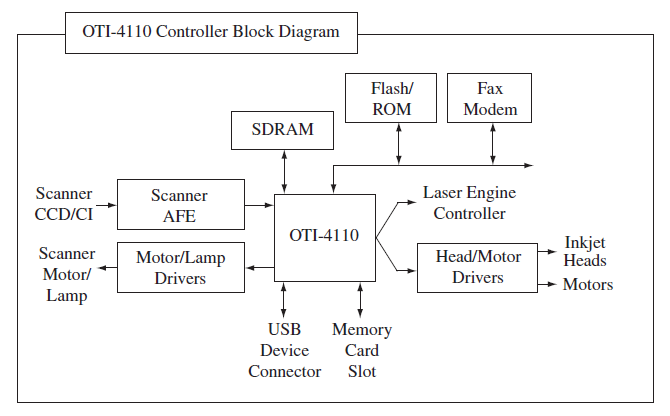 OTI-4110 Controller Block Diagram
Flash/
ROM
Fax
Modem
SDRAM
Scanner
CCD/CI
Scanner
AFE
Laser Engine
Controller
OTI-4110
Scanner
Motor/
Lamp
Motor/Lamp
Drivers
Head/Motor
Drivers
Inkjet
Heads
Motors
USB
Device
Connector
Memory
Card
Slot